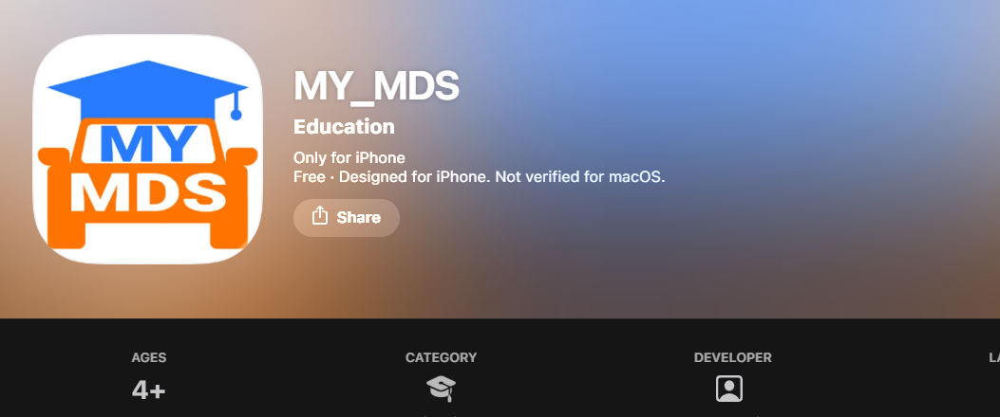 MY
MDS
MY_MDS
Education
Only for iPhone
Free · Designed for iPhone. Not verified for macOS.
Share
AGES
CATEGORY
DEVELOPER
4+